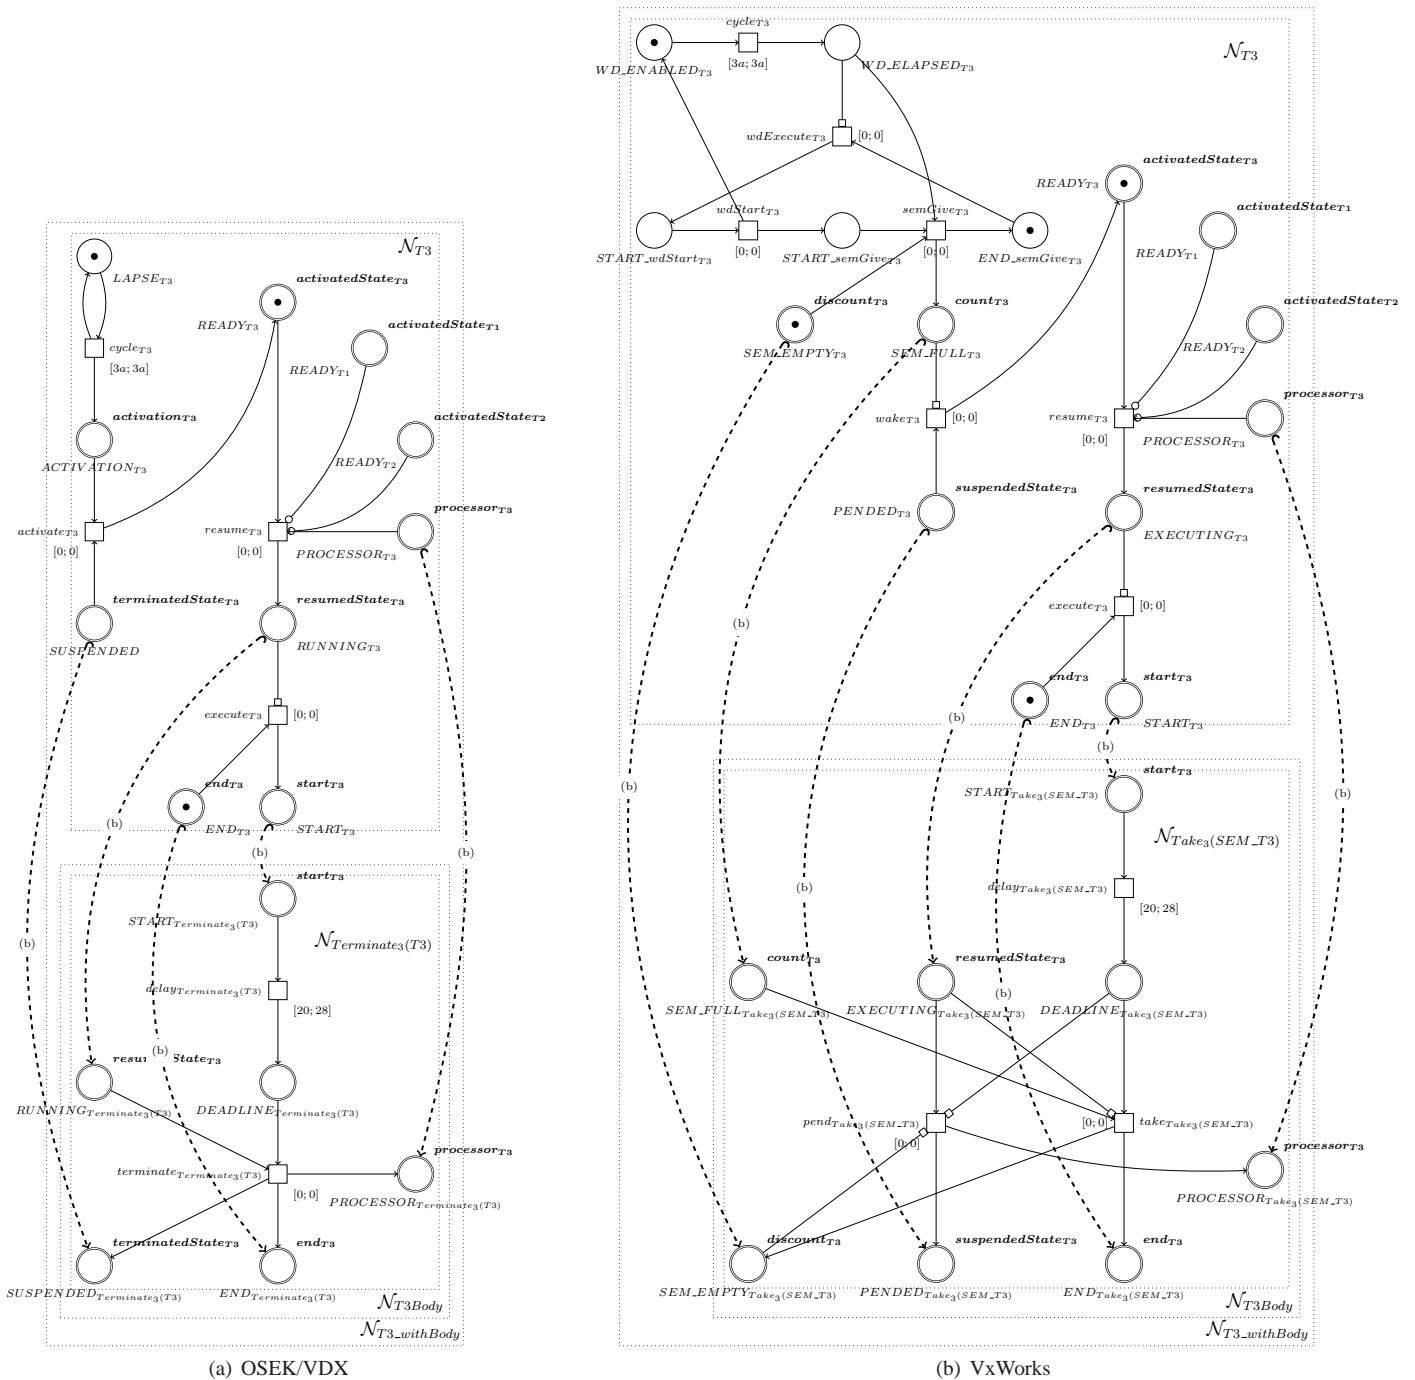 𝒩_T3
LAPSE_T3
cycle_T3
[3a; 3a]
activation_T3
ACTIVATION_T3
activate_T3
[0; 0]
terminatedState_T3
SUSPENDED
activatedState_T3
READY_T3
activatedState_T1
READY_T1
activatedState_T2
READY_T2
processor_T3
PROCESSOR_T3
resume_T3
[0; 0]
resumedState_T3
RUNNING_T3
execute_T3
[0; 0]
end_T3
END_T3
start_T3
START_T3
(b)
(b)
(b)
(b)
(b)
start_T3
START_Terminate3(T3)
𝒩_Terminate3(T3)
delay_Terminate3(T3)
[20; 28]
State_T3
RUNNING_Terminate3(T3)
DEADLINE_Terminate3(T3)
terminate_Terminate3(T3)
[0; 0]
processor_T3
PROCESSOR_Terminate3(T3)
terminatedState_T3
SUSPENDED_Terminate3(T3)
end_T3
END_Terminate3(T3)
𝒩_T3Body
𝒩_T3_withBody
(a) OSEK/VDX
𝒩_T3
WD_ENABLED_T3
cycle_T3
[3a; 3a]
WD_ELAPSED_T3
wdExecute_T3
[0; 0]
START_wdStart_T3
wdStart_T3
[0; 0]
START_semGive_T3
semGive_T3
[0; 0]
END_semGive_T3
discount_T3
SEM_EMPTY_T3
count_T3
SEM_FULL_T3
wake_T3
[0; 0]
suspendedState_T3
PENDED_T3
activatedState_T3
READY_T3
activatedState_T1
READY_T1
activatedState_T2
READY_T2
processor_T3
PROCESSOR_T3
resume_T3
[0; 0]
resumedState_T3
EXECUTING_T3
execute_T3
[0; 0]
end_T3
END_T3
start_T3
START_T3
(b)
(b)
(b)
(b)
(b)
(b)
(b)
start_T3
START_Take3(SEM_T3)
𝒩_Take3(SEM_T3)
delay_Take3(SEM_T3)
[20; 28]
count_T3
SEM_FULL_Take3(SEM_T3)
resumedState_T3
EXECUTING_Take3(SEM_T3)
DEADLINE_Take3(SEM_T3)
pend_Take3(SEM_T3)
[0; 0]
[0; 0]
take_Take3(SEM_T3)
processor_T3
PROCESSOR_Take3(SEM_T3)
discount_T3
SEM_EMPTY_Take3(SEM_T3)
suspendedState_T3
PENDED_Take3(SEM_T3)
end_T3
END_Take3(SEM_T3)
𝒩_T3Body
𝒩_T3_withBody
(b) VxWorks